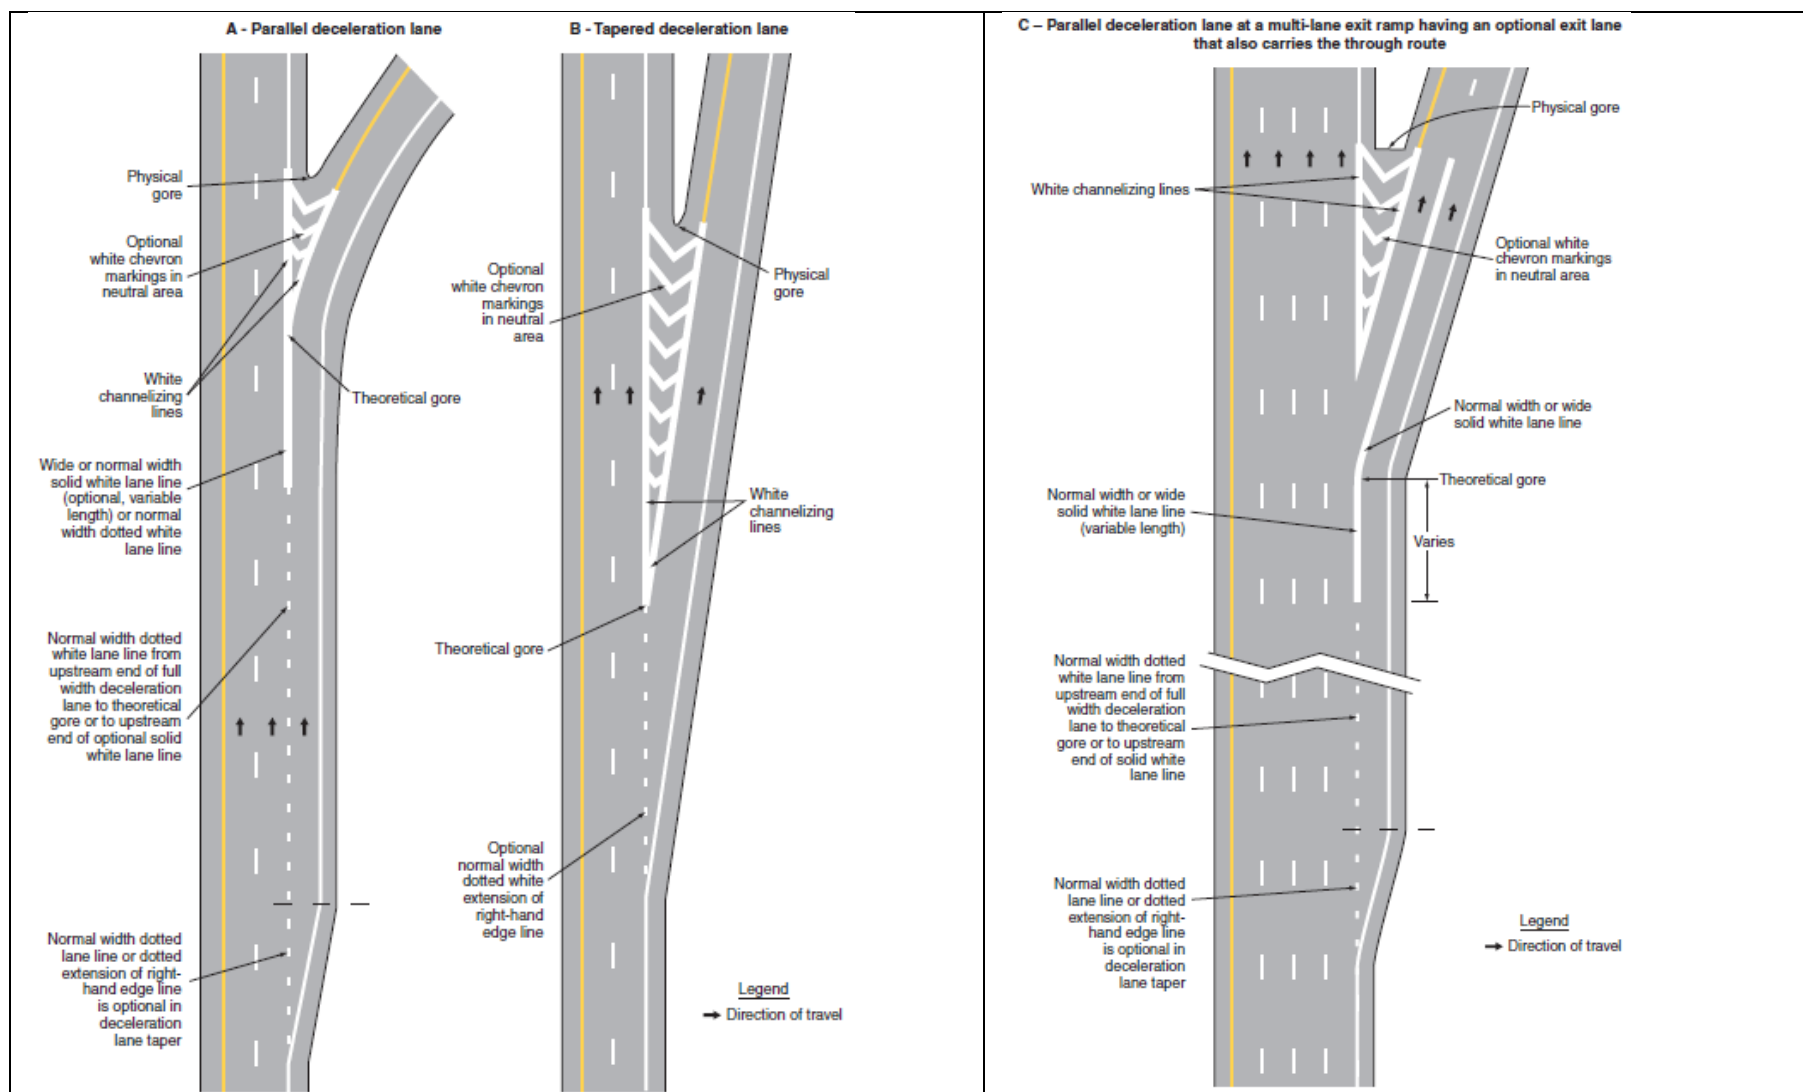 A - Parallel deceleration lane
Physical
gore
Optional
white chevron
markings in
neutral area
White
channelizing
lines
Theoretical gore
Wide or normal width
solid white lane line
(optional, variable
length) or normal
width dotted white
lane line
Normal width dotted
white lane line from
upstream end of full
width deceleration
lane to theoretical
gore or to upstream
end of optional solid
white lane line
Normal width dotted
lane line or dotted
extension of right-
hand edge line
is optional in
deceleration
lane taper
B - Tapered deceleration lane
Optional
white chevron
markings
in neutral
area
Physical
gore
White
channelizing
lines
Theoretical gore
Optional
normal width
dotted white
extension of
right-hand
edge line
Legend
Direction of travel
C – Parallel deceleration lane at a multi-lane exit ramp having an optional exit lane
that also carries the through route
Physical gore
White channelizing lines
Optional white
chevron markings
in neutral area
Normal width or wide
solid white lane line
Theoretical gore
Normal width or wide
solid white lane line
(variable length)
Varies
Normal width dotted
white lane line from
upstream end of full
width deceleration
lane to theoretical
gore or to upstream
end of solid white
lane line
Normal width dotted
lane line or dotted
extension of right-
hand edge line
is optional in
deceleration
lane taper
Legend
Direction of travel